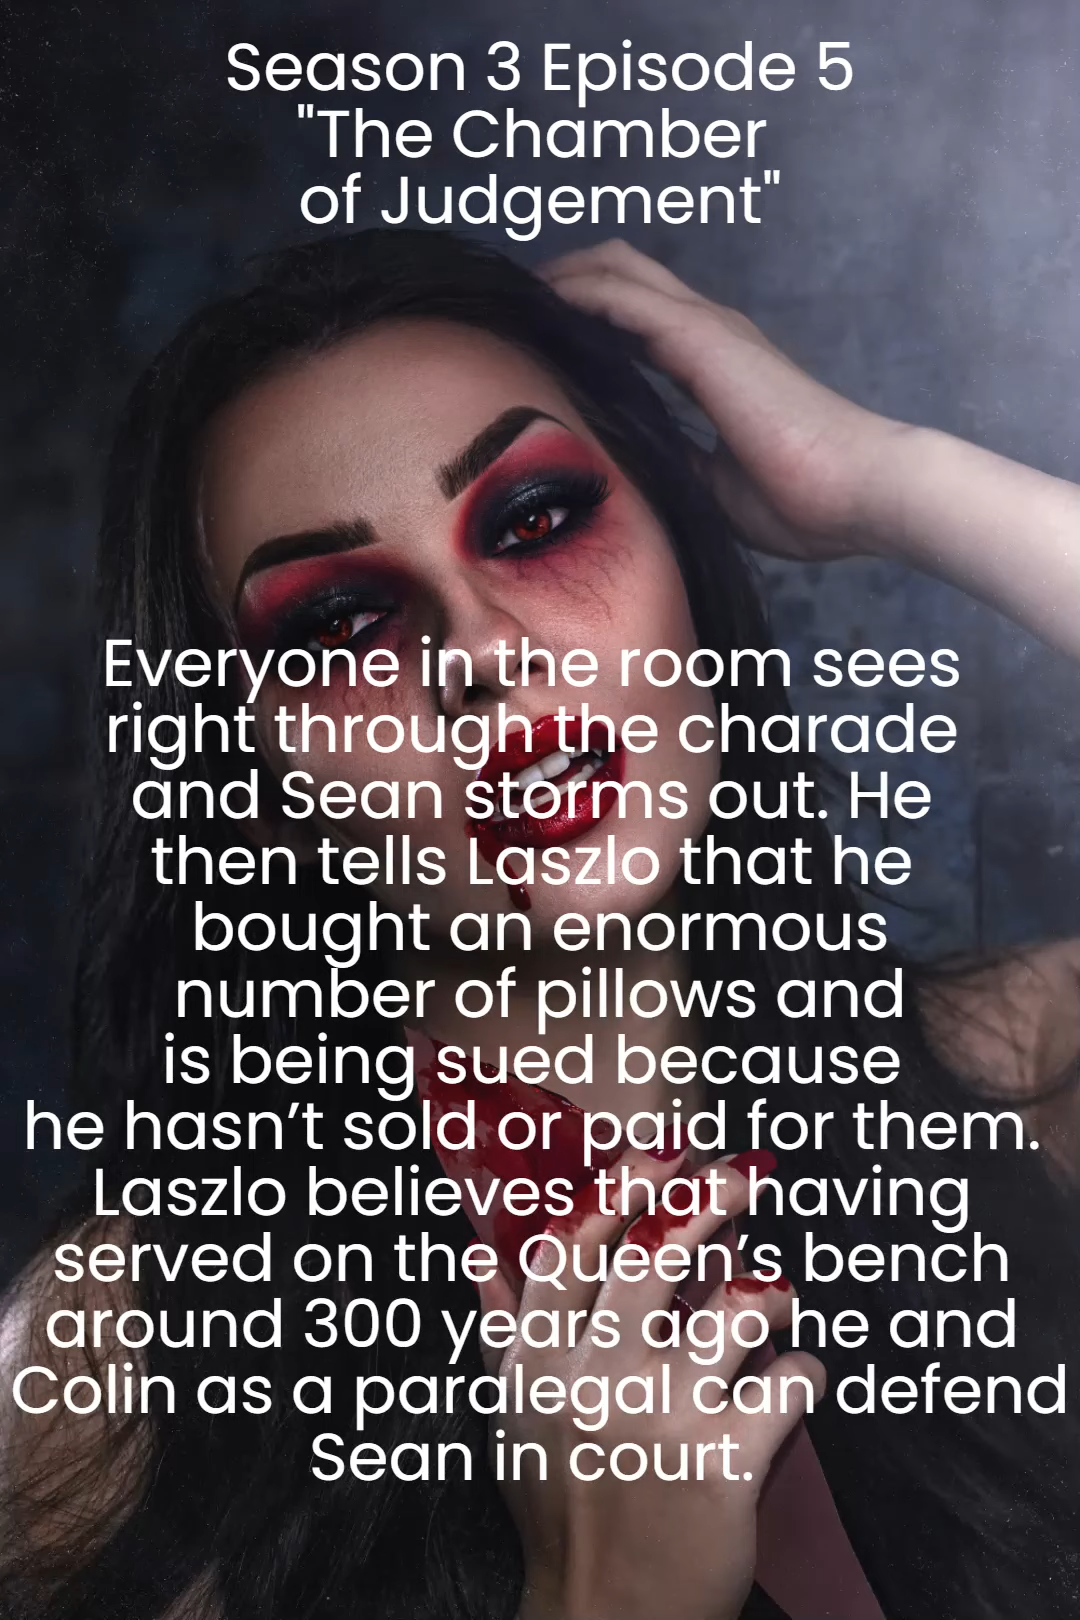 Season 3 Episode 5
"The Chamber
of Judgement"
Everyone in the room sees
right through the charade
and Sean storms out. He
then tells Laszlo that he
bought an enormous
number of pillows and
is being sued because
he hasn’t sold or paid for them.
Laszlo believes that having
served on the Queen’s bench
around 300 years ago he and
Colin as a paralegal can defend
Sean in court.